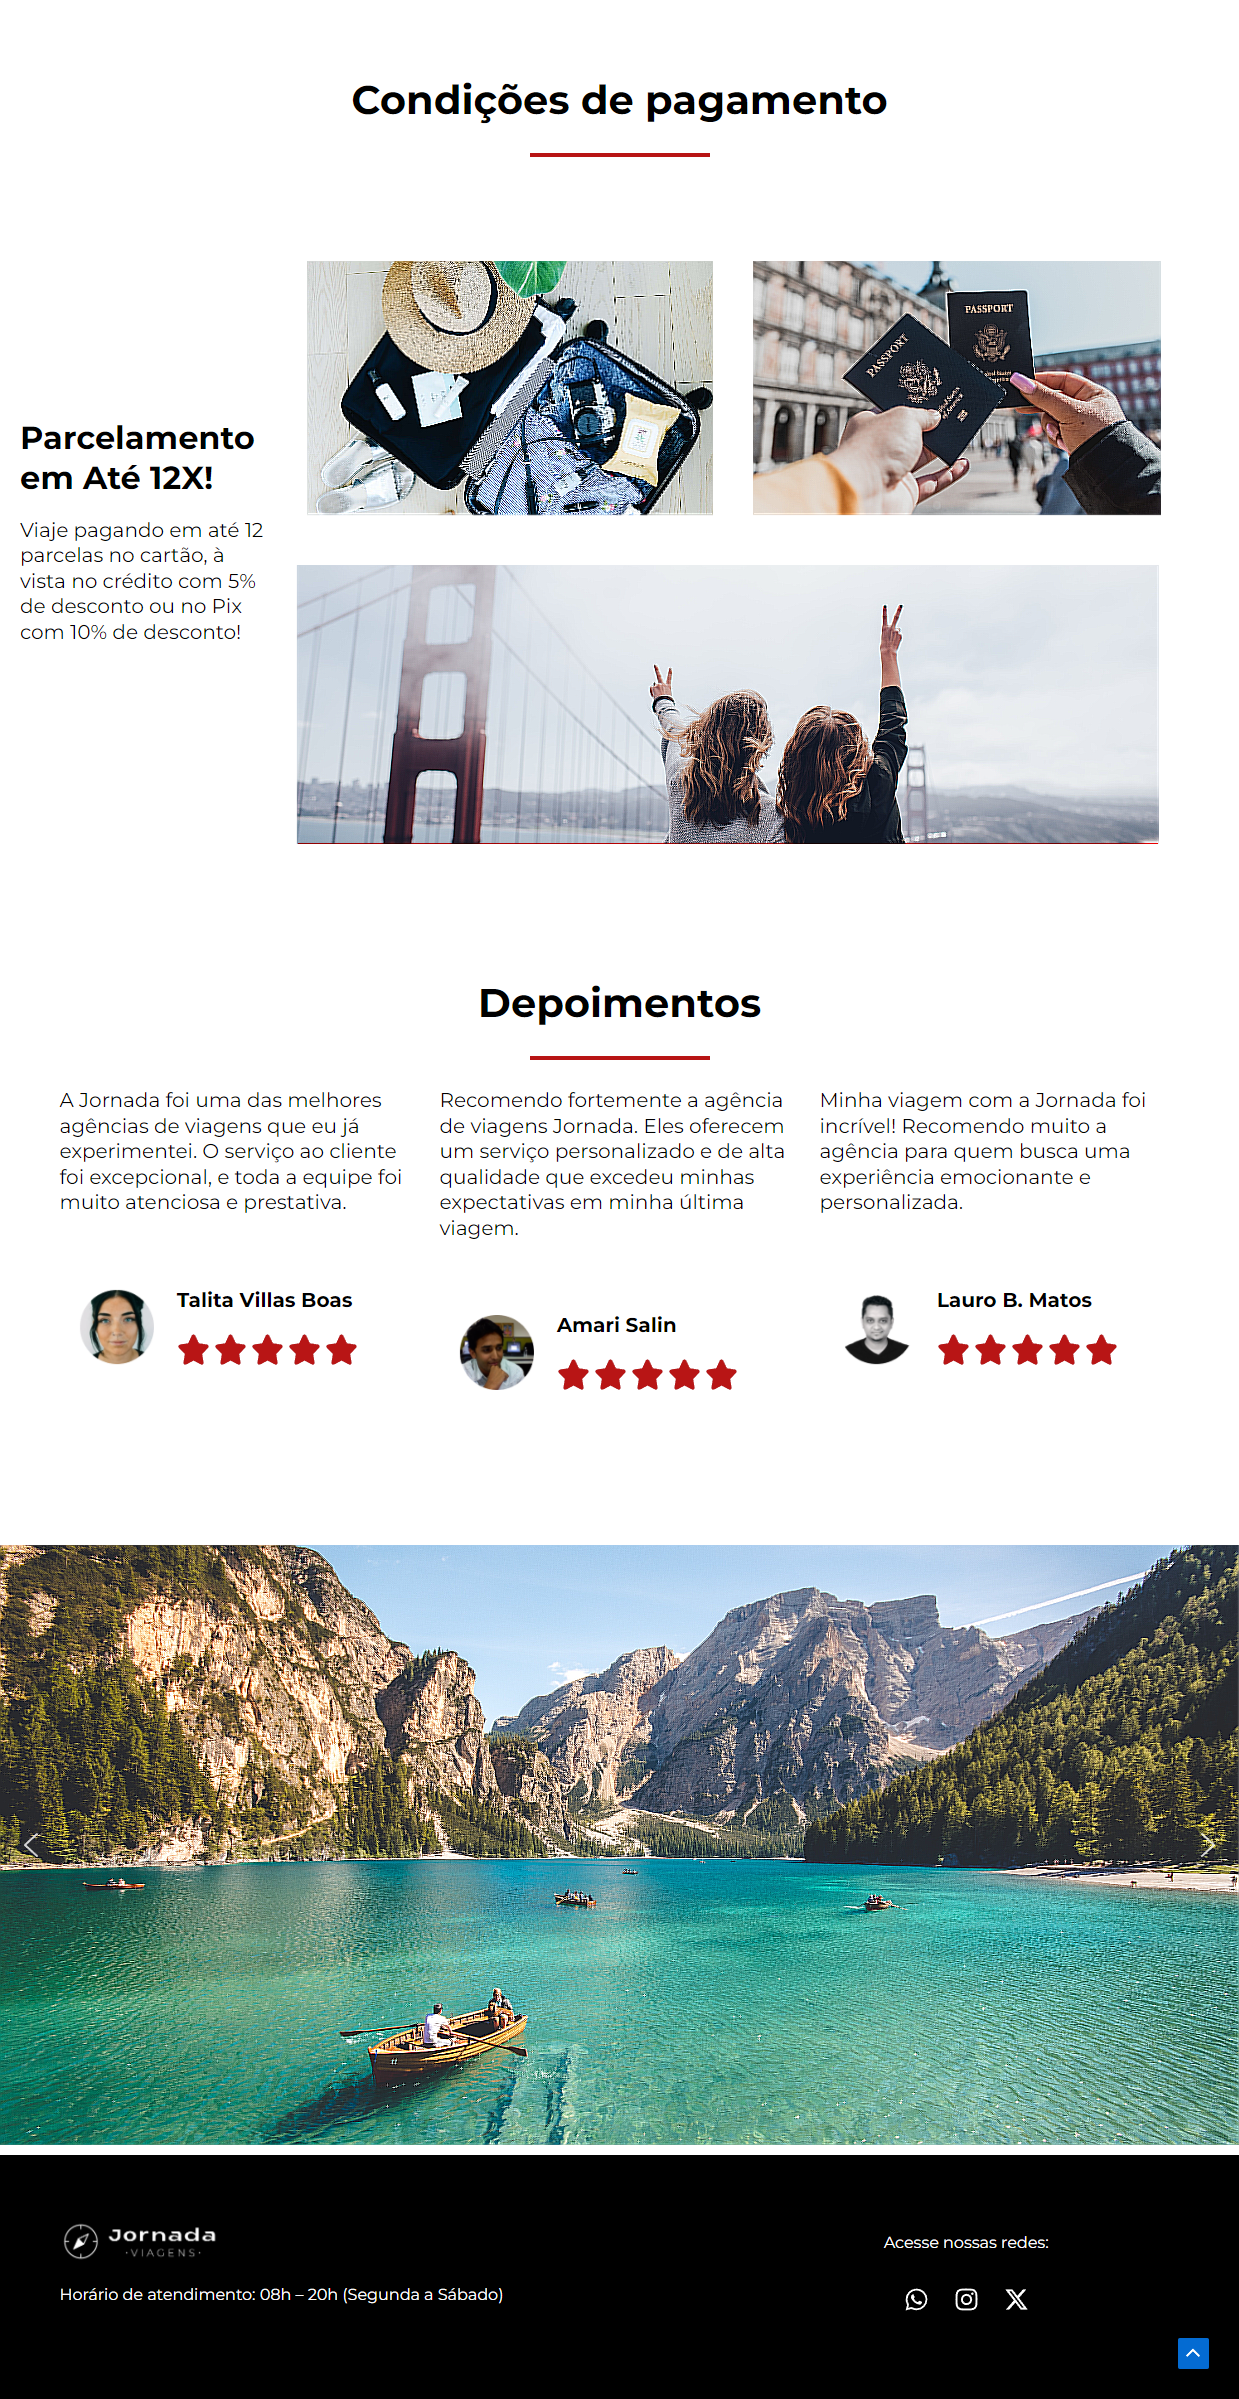 Condições de pagamento
PASSPORT
PASSPORT
Parcelamento
em Até 12X!
Viaje pagando em até 12
parcelas no cartão, à
vista no crédito com 5%
de desconto ou no Pix
com 10% de desconto!
Depoimentos
A Jornada foi uma das melhores
agências de viagens que eu já
experimentei. O serviço ao cliente
foi excepcional, e toda a equipe foi
muito atenciosa e prestativa.
Talita Villas Boas
Recomendo fortemente a agência
de viagens Jornada. Eles oferecem
um serviço personalizado e de alta
qualidade que excedeu minhas
expectativas em minha última
viagem.
Amari Salin
Minha viagem com a Jornada foi
incrível! Recomendo muito a
agência para quem busca uma
experiência emocionante e
personalizada.
Lauro B. Matos
Jornada
·VIAGENS·
Horário de atendimento: 08h – 20h (Segunda a Sábado)
Acesse nossas redes: